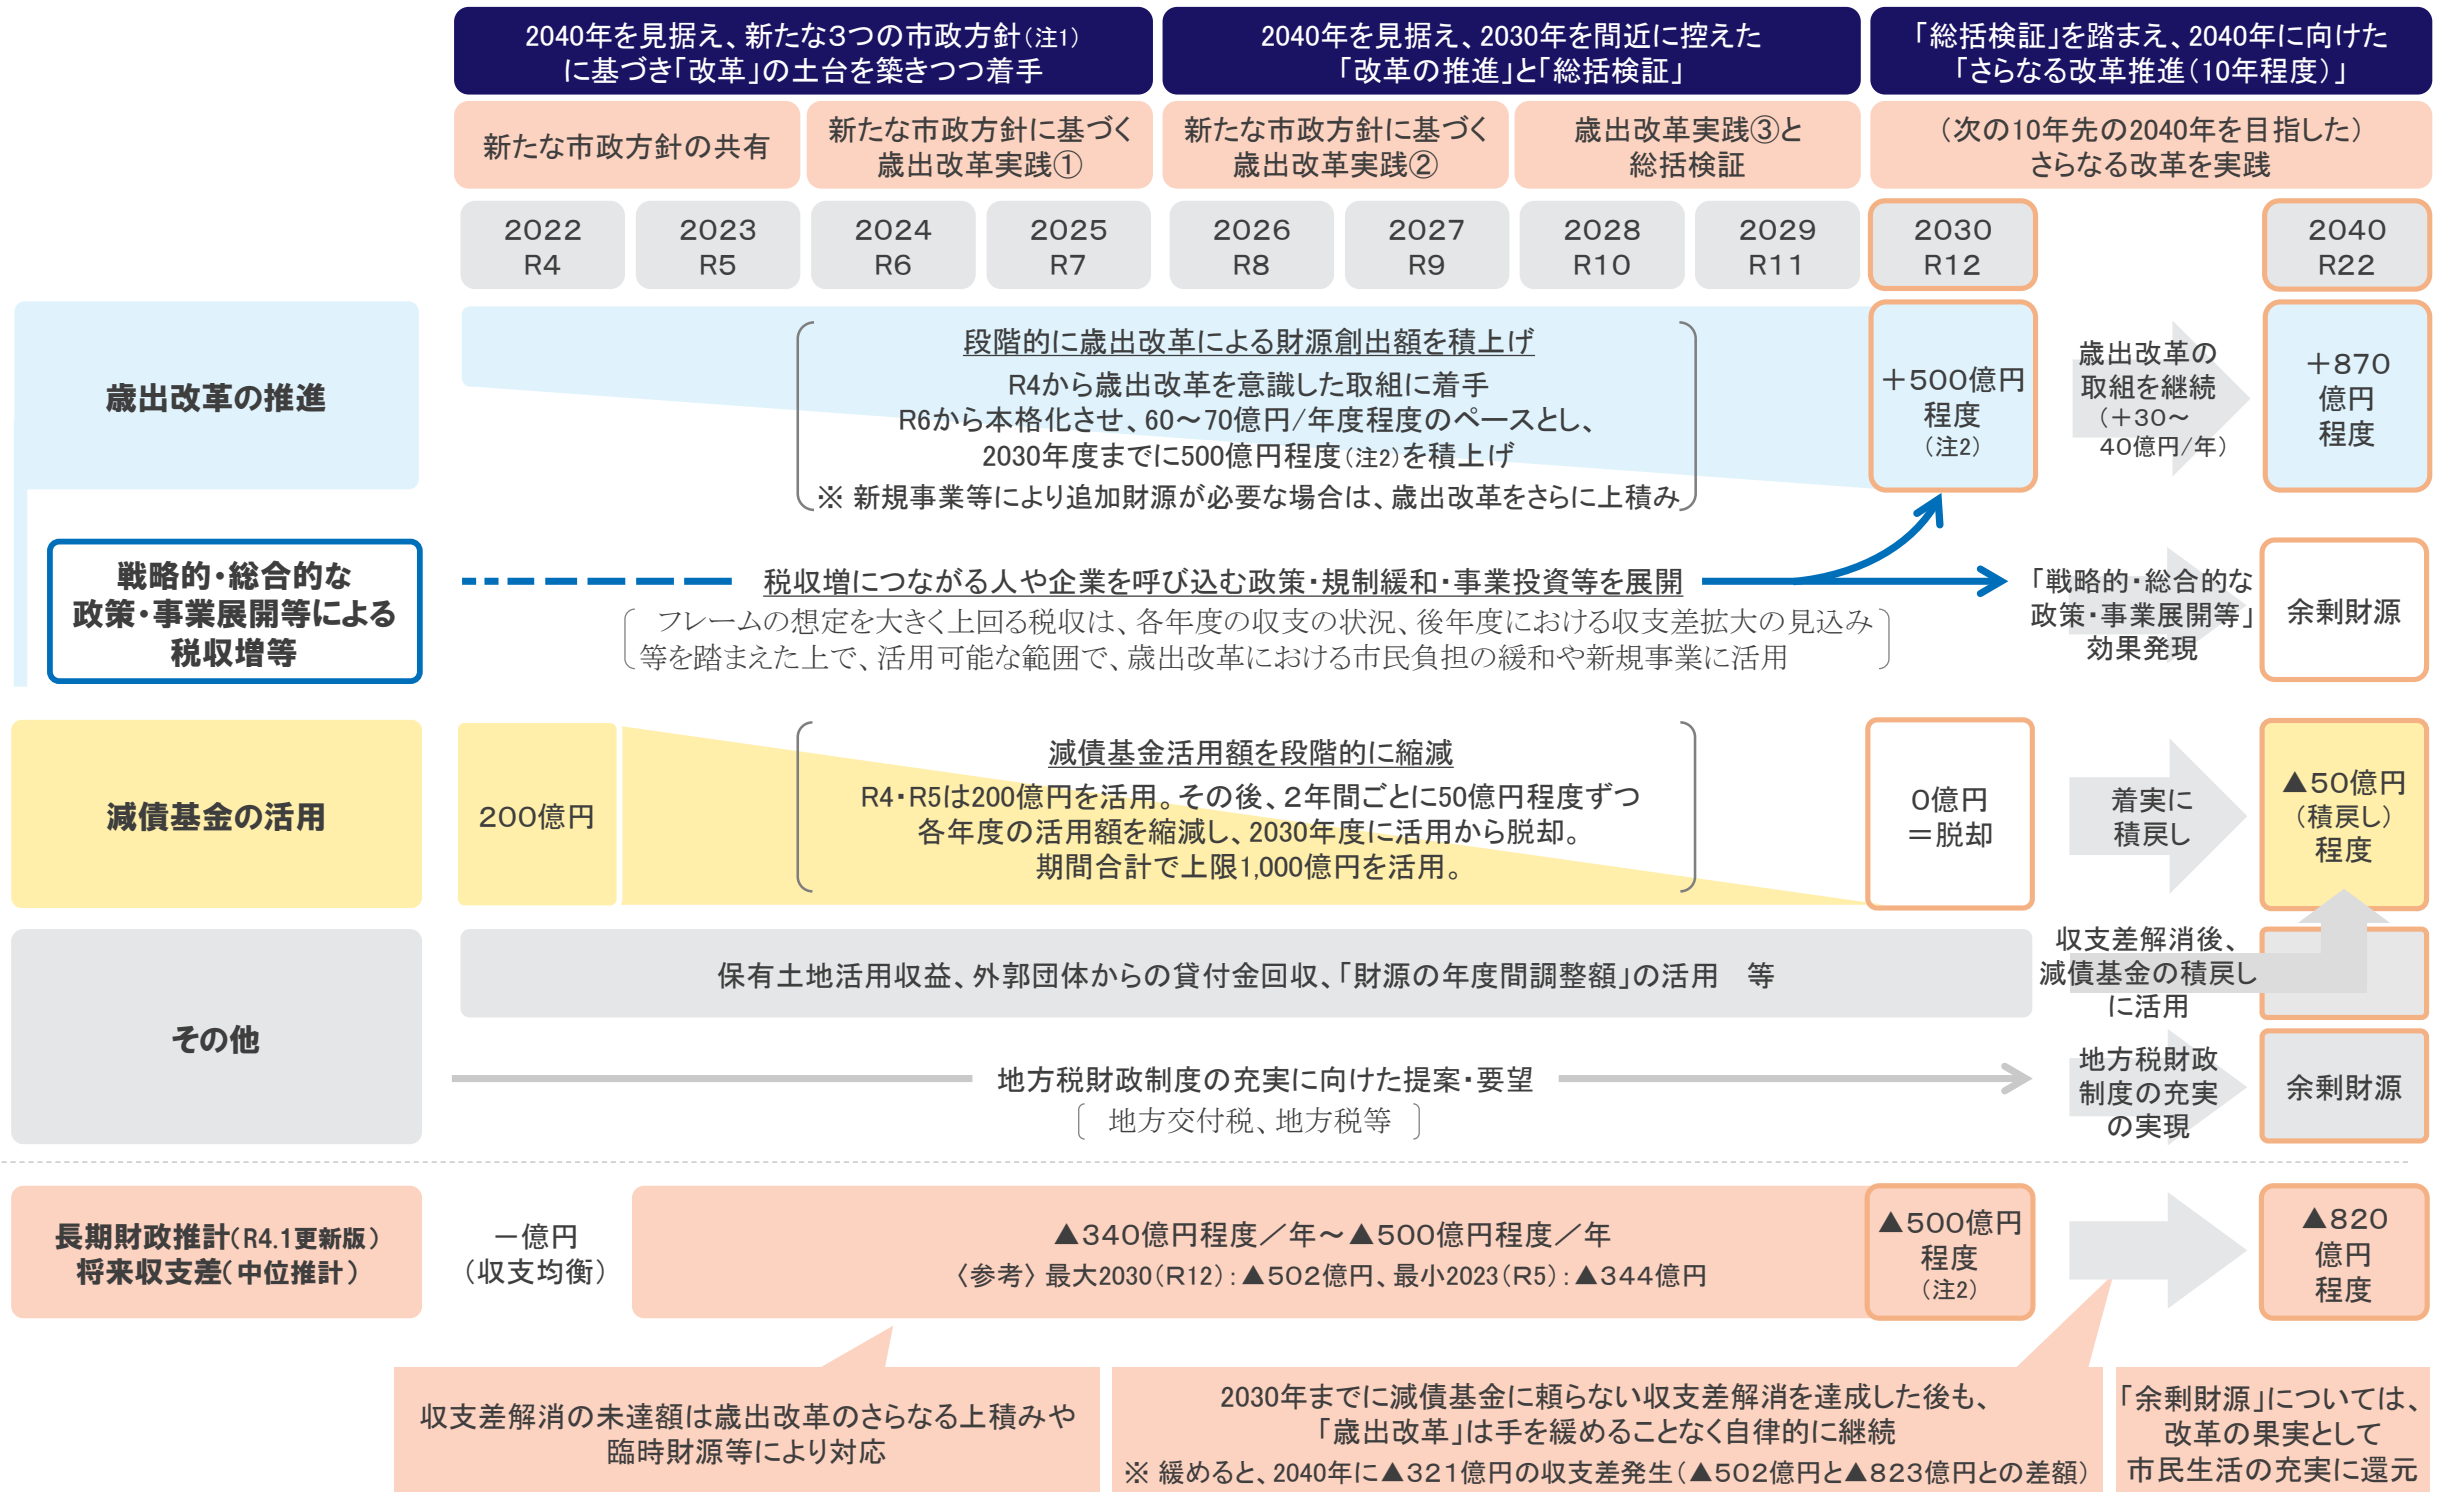 2040年を見据え、新たな3つの市政方針(注1)
に基づき「改革」の土台を築きつつ着手
2040年を見据え、2030年を間近に控えた
「改革の推進」と「総括検証」
「総括検証」を踏まえ、2040年に向けた
「さらなる改革推進(10年程度)」
新たな市政方針の共有
新たな市政方針に基づく
歳出改革実践①
新たな市政方針に基づく
歳出改革実践②
歳出改革実践③と
総括検証
(次の10年先の2040年を目指した)
さらなる改革を実践
2022
R4
2023
R5
2024
R6
2025
R7
2026
R8
2027
R9
2028
R10
2029
R11
2030
R12
2040
R22
歳出改革の推進
段階的に歳出改革による財源創出額を積上げ
R4から歳出改革を意識した取組に着手
R6から本格化させ、60～70億円/年度程度のペースとし、
2030年度までに500億円程度(注2)を積上げ
※ 新規事業等により追加財源が必要な場合は、歳出改革をさらに上積み
＋500億円
程度
(注2)
歳出改革の
取組を継続
(＋30～
40億円/年)
＋870
億円
程度
戦略的・総合的な
政策・事業展開等による
税収増等
税収増につながる人や企業を呼び込む政策・規制緩和・事業投資等を展開
フレームの想定を大きく上回る税収は、各年度の収支の状況、後年度における収支差拡大の見込み
等を踏まえた上で、活用可能な範囲で、歳出改革における市民負担の緩和や新規事業に活用
「戦略的・総合的な
政策・事業展開等」
効果発現
余剰財源
減債基金の活用
200億円
減債基金活用額を段階的に縮減
R4・R5は200億円を活用。その後、2年間ごとに50億円程度ずつ
各年度の活用額を縮減し、2030年度に活用から脱却。
期間合計で上限1,000億円を活用。
0億円
＝脱却
着実に
積戻し
▲50億円
(積戻し)
程度
その他
保有土地活用収益、外郭団体からの貸付金回収、「財源の年度間調整額」の活用　等
収支差解消後、
減債基金の積戻し
に活用
地方税財政制度の充実に向けた提案・要望
〔 地方交付税、地方税等 〕
地方税財政
制度の充実
の実現
余剰財源
長期財政推計(R4.1更新版)
将来収支差(中位推計)
－億円
(収支均衡)
▲340億円程度／年～▲500億円程度／年
〈参考〉最大2030(R12)：▲502億円、最小2023(R5)：▲344億円
▲500億円
程度
(注2)
▲820
億円
程度
収支差解消の未達額は歳出改革のさらなる上積みや
臨時財源等により対応
2030年までに減債基金に頼らない収支差解消を達成した後も、
「歳出改革」は手を緩めることなく自律的に継続
※ 緩めると、2040年に▲321億円の収支差発生(▲502億円と▲823億円との差額)
「余剰財源」については、
改革の果実として
市民生活の充実に還元